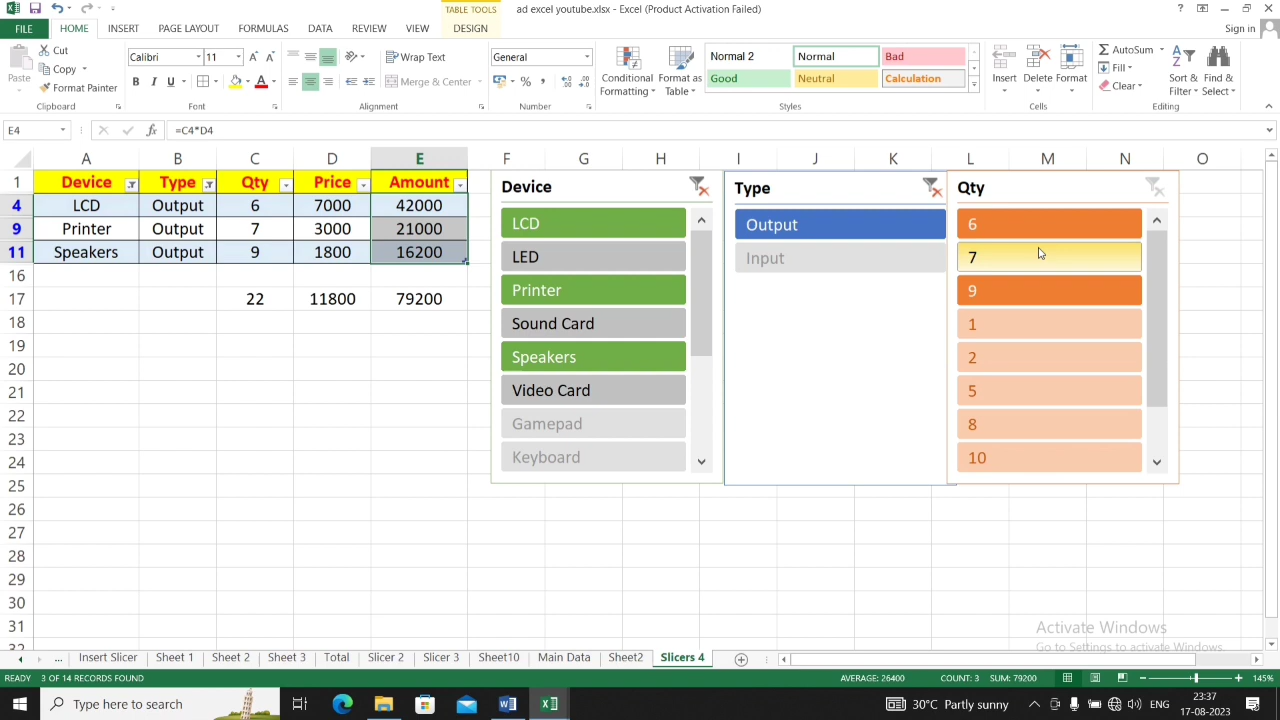 TABLE TOOLS
ad excel youtube.xlsx - Excel (Product Activation Failed)
FILE HOME INSERT PAGE LAYOUT FORMULAS DATA REVIEW VIEW DESIGN Sign in
Paste
Cut
Copy
Format Painter
Calibri 11
B I U
Wrap Text
Merge & Center
General
Conditional Formatting
Format as Table
Normal 2 Normal Bad
Good Neutral Calculation
Insert Delete Format
AutoSum
Fill
Clear
Sort & Filter
Find & Select
Clipboard Font Alignment Number Styles Cells Editing
E4 =C4*D4
A B C D E F G H I J K L M N O
1 Device Type Qty Price Amount
4 LCD Output 6 7000 42000
9 Printer Output 7 3000 21000
11 Speakers Output 9 1800 16200
16
17 22 11800 79200
18
19
20
21
22
23
24
25
26
27
28
29
30
31
32
Device
LCD
LED
Printer
Sound Card
Speakers
Video Card
Gamepad
Keyboard
Type
Output
Input
Qty
6
7
9
1
2
5
8
10
Activate Windows
Go to Settings to activate Windows.
... Insert Slicer Sheet 1 Sheet 2 Sheet 3 Total Slicer 2 Slicer 3 Sheet10 Main Data Sheet2 Slicers 4
READY 3 OF 14 RECORDS FOUND AVERAGE: 26400 COUNT: 3 SUM: 79200 145%
Type here to search 30°C Partly sunny ENG 23:37
17-08-2023